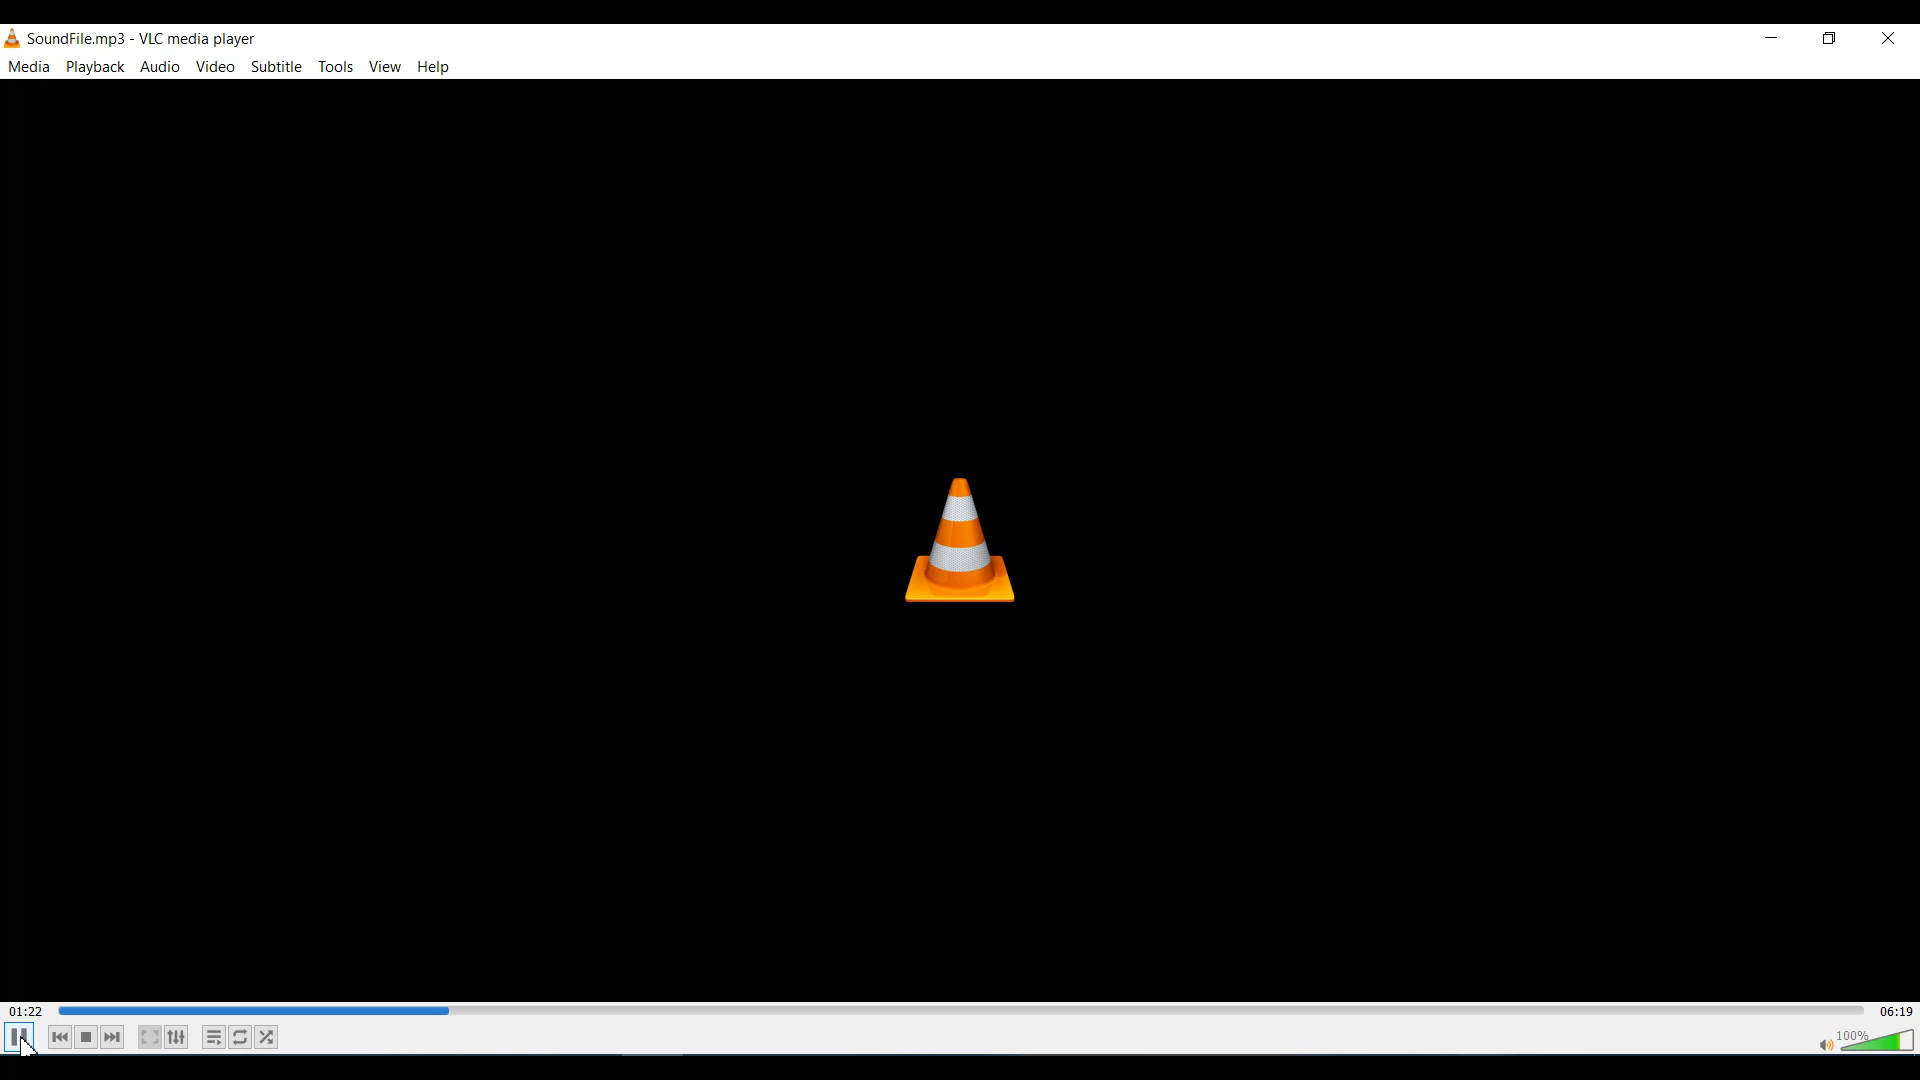 SoundFile.mp3 - VLC media player
Media Playback Audio Video Subtitle Tools View Help
01:22 06:19
100%